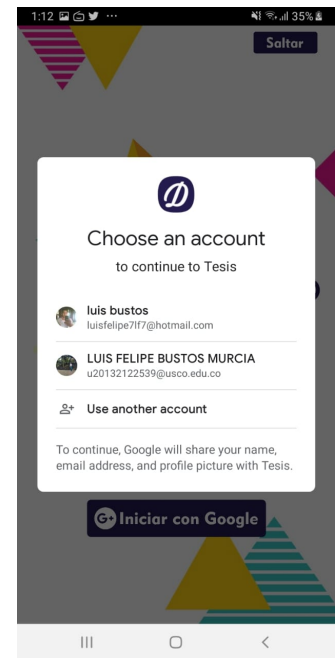 1:12 35%
Saltar
Choose an account
to continue to Tesis
luis bustos
luisfelipe7lf7@hotmail.com
LUIS FELIPE BUSTOS MURCIA
u20132122539@usco.edu.co
Use another account
To continue, Google will share your name,
email address, and profile picture with Tesis.
G+ Iniciar con Google